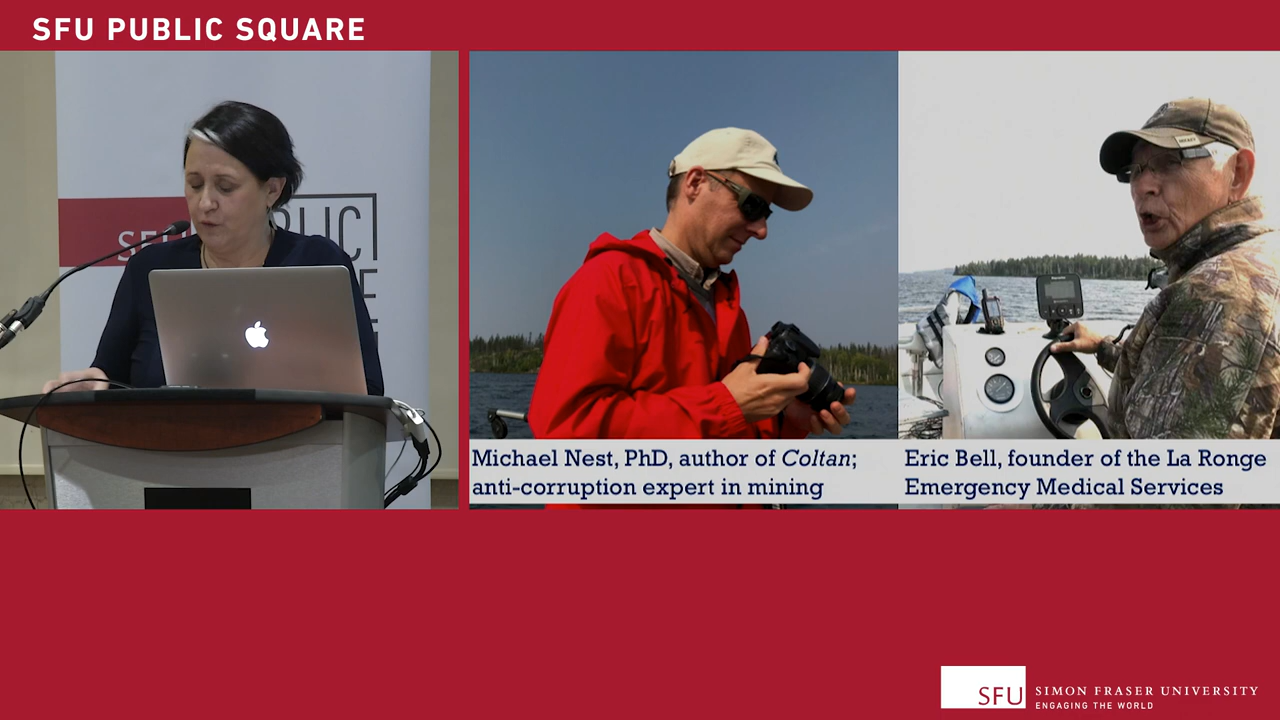 SFU PUBLIC SQUARE
SFU
Michael Nest, PhD, author of Coltan;
anti-corruption expert in mining
Eric Bell, founder of the La Ronge
Emergency Medical Services
SFU
SIMON FRASER UNIVERSITY
ENGAGING THE WORLD